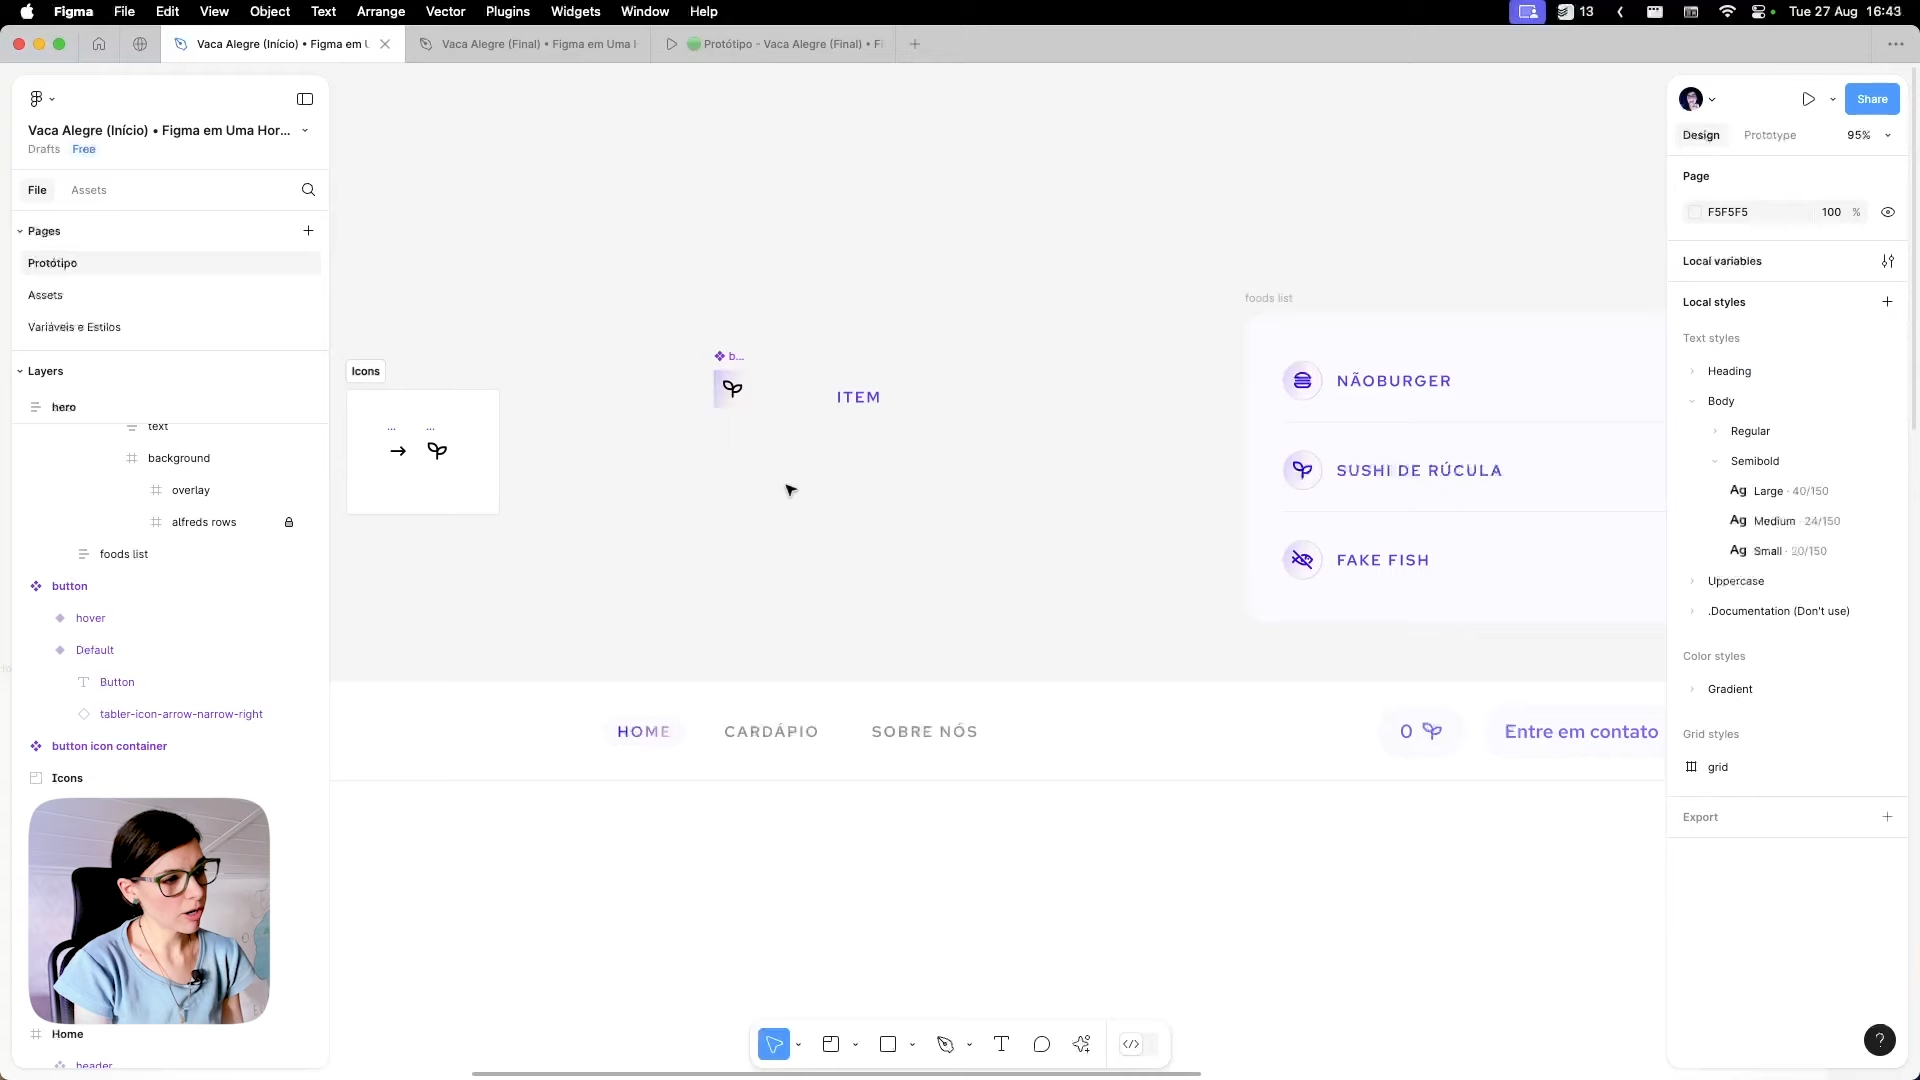 Figma File Edit View Object Text Arrange Vector Plugins Widgets Window Help 13 Tue 27 Aug 16:43
Vaca Alegre (Início) • Figma em U
Vaca Alegre (Final) • Figma em Uma
Protótipo - Vaca Alegre (Final) • Fi
Vaca Alegre (Início) • Figma em Uma Hor...
Drafts Free
File Assets
Pages
Protótipo
Assets
Variáveis e Estilos
Layers
hero
text
background
overlay
alfreds rows
foods list
button
hover
Default
Button
tabler-icon-arrow-narrow-right
button icon container
Icons
Home
header
Icons
...
...
b...
ITEM
foods list
NÃOBURGER
SUSHI DE RÚCULA
FAKE FISH
HOME CARDÁPIO SOBRE NÓS 0 Entre em contato
Share
Design Prototype 95%
Page
F5F5F5 100 %
Local variables
Local styles
Text styles
Heading
Body
Regular
Semibold
Ag Large · 40/150
Ag Medium · 24/150
Ag Small · 20/150
Uppercase
.Documentation (Don't use)
Color styles
Gradient
Grid styles
grid
Export
?